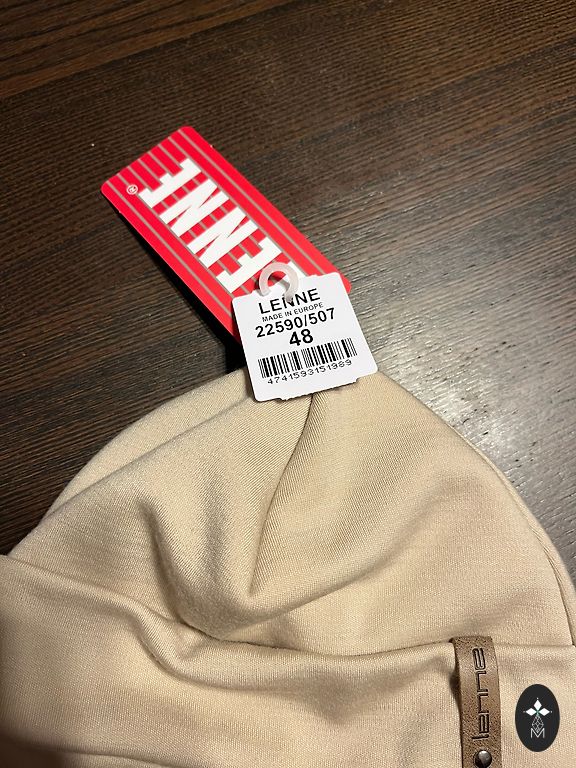 LENNE®
LENNE
MADE IN EUROPE
22590/507
48
4741593151989
lenne
M